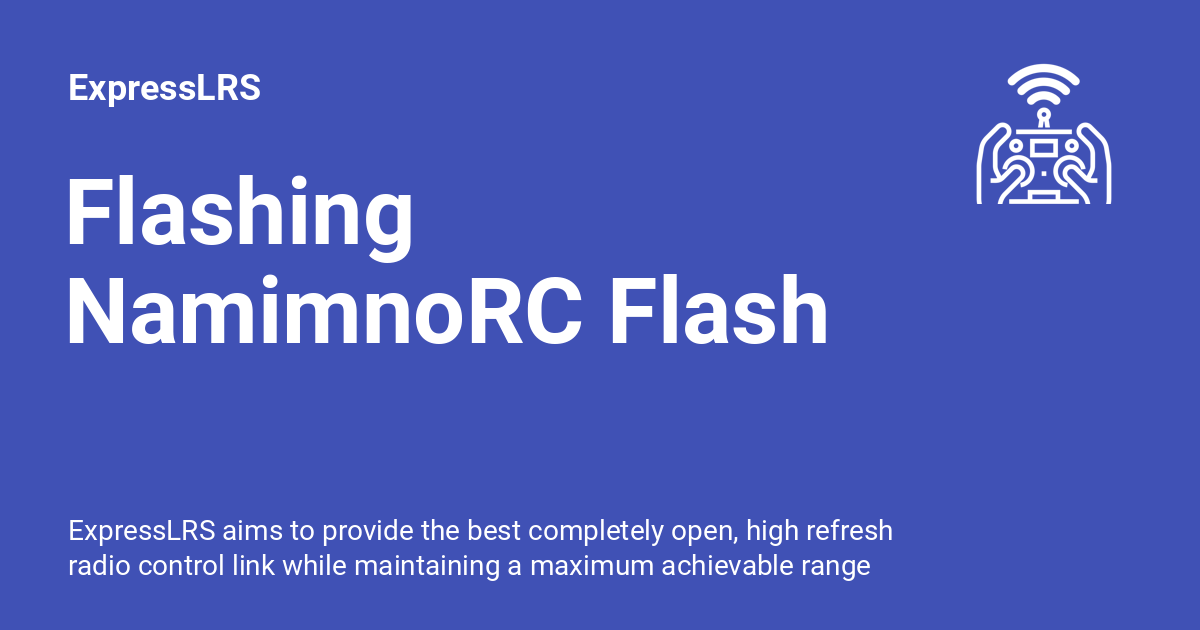 ExpressLRS
Flashing
NamimnoRC Flash
ExpressLRS aims to provide the best completely open, high refresh
radio control link while maintaining a maximum achievable range